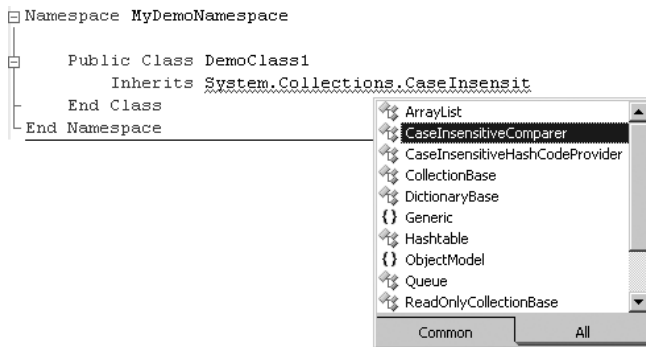 Namespace MyDemoNamespace
Public Class DemoClass1
Inherits System.Collections.CaseInsensit
End Class
End Namespace
ArrayList
CaseInsensitiveComparer
CaseInsensitiveHashCodeProvider
CollectionBase
DictionaryBase
{} Generic
Hashtable
{} ObjectModel
Queue
ReadOnlyCollectionBase
Common All